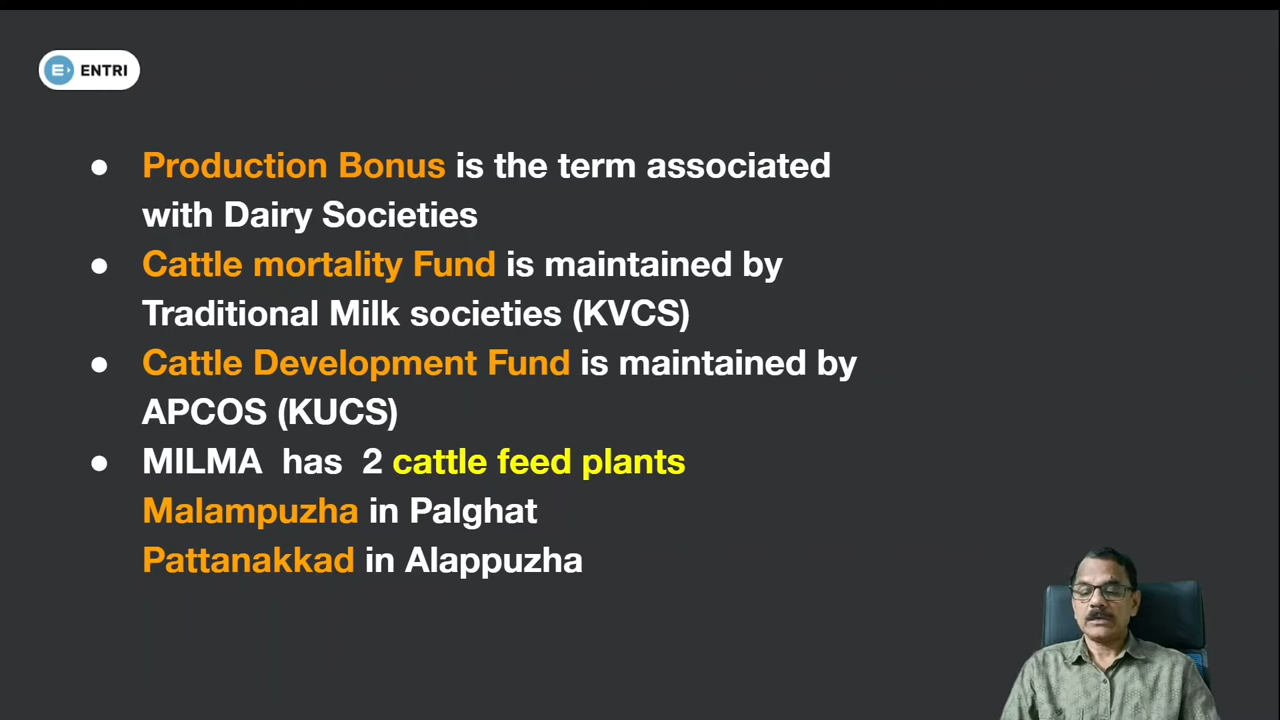 ENTRI
● Production Bonus is the term associated
with Dairy Societies
● Cattle mortality Fund is maintained by
Traditional Milk societies (KVCS)
● Cattle Development Fund is maintained by
APCOS (KUCS)
● MILMA has 2 cattle feed plants
Malampuzha in Palghat
Pattanakkad in Alappuzha